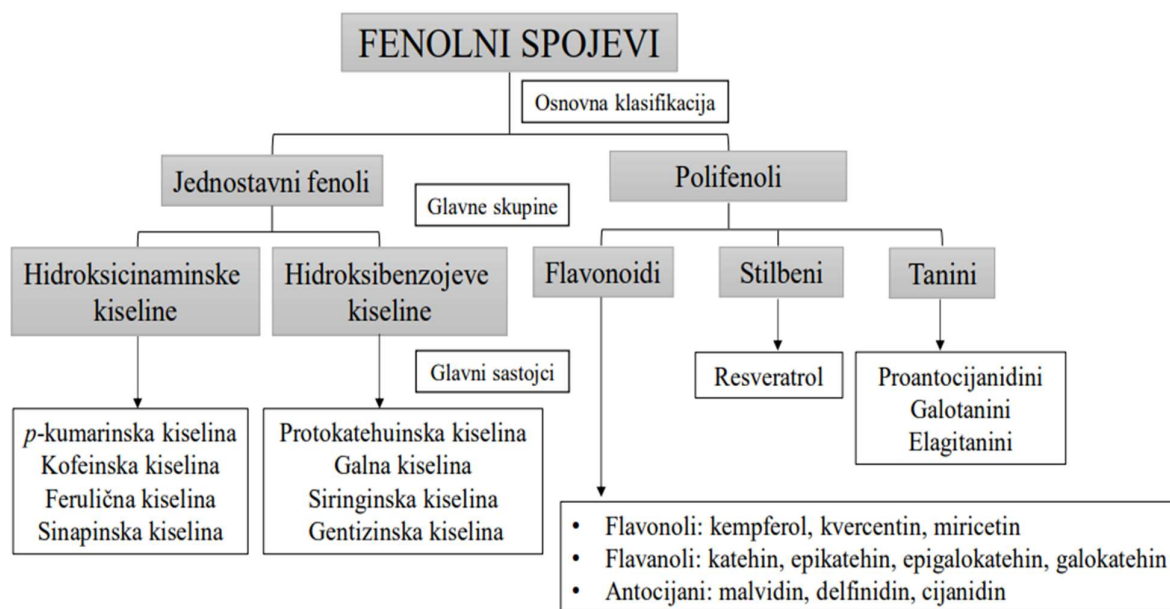 FENOLNI SPOJEVI
Osnovna klasifikacija
Jednostavni fenoli
Polifenoli
Glavne skupine
Hidroksicinaminske
kiseline
Hidroksibenzojeve
kiseline
Flavonoidi
Stilbeni
Tanini
Glavni sastojci
p-kumarinska kiselina
Kofeinska kiselina
Ferulična kiselina
Sinapinska kiselina
Protokatehuinska kiselina
Galna kiselina
Siringinska kiselina
Gentizinska kiselina
Resveratrol
Proantocijanidini
Galotanini
Elagitanini
• Flavonoli: kempferol, kvercentin, miricetin
• Flavanoli: katehin, epikatehin, epigalokatehin, galokatehin
• Antocijani: malvidin, delfinidin, cijanidin